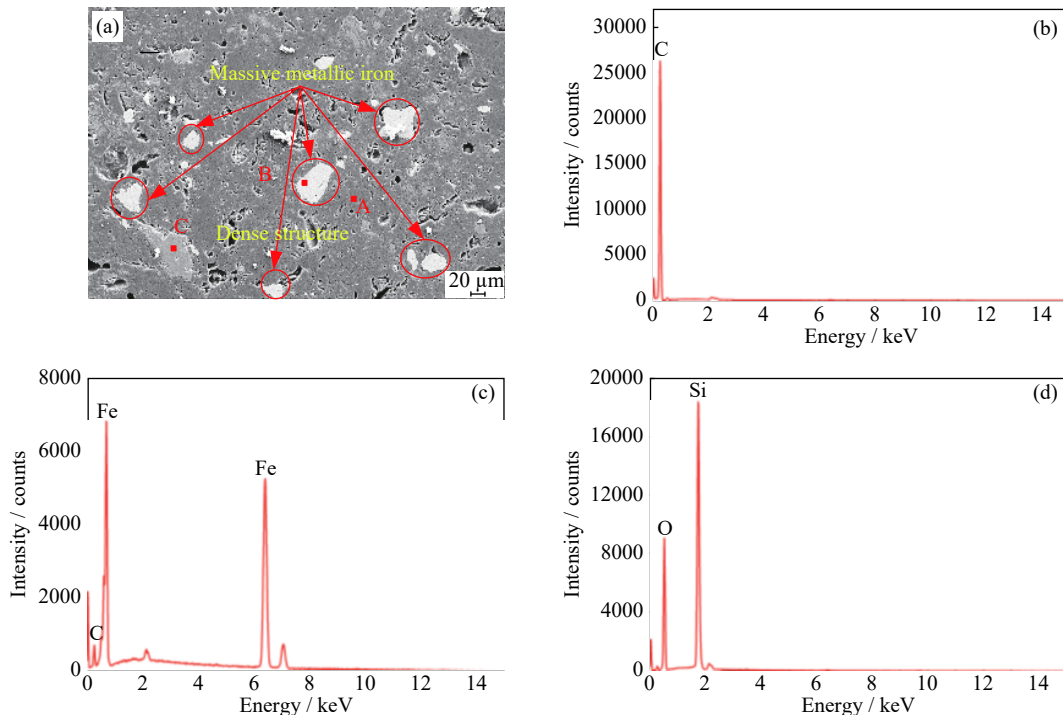 (a)
Massive metallic iron
B
A
C
Dense structure
20 μm
(b)
C
30000
25000
20000
15000
10000
5000
0
0 2 4 6 8 10 12 14
Energy / keV
Intensity / counts
(c)
8000
Fe
6000
Fe
4000
2000
C
0
0 2 4 6 8 10 12 14
Energy / keV
Intensity / counts
(d)
20000
Si
16000
12000
O
8000
4000
0
0 2 4 6 8 10 12 14
Energy / keV
Intensity / counts